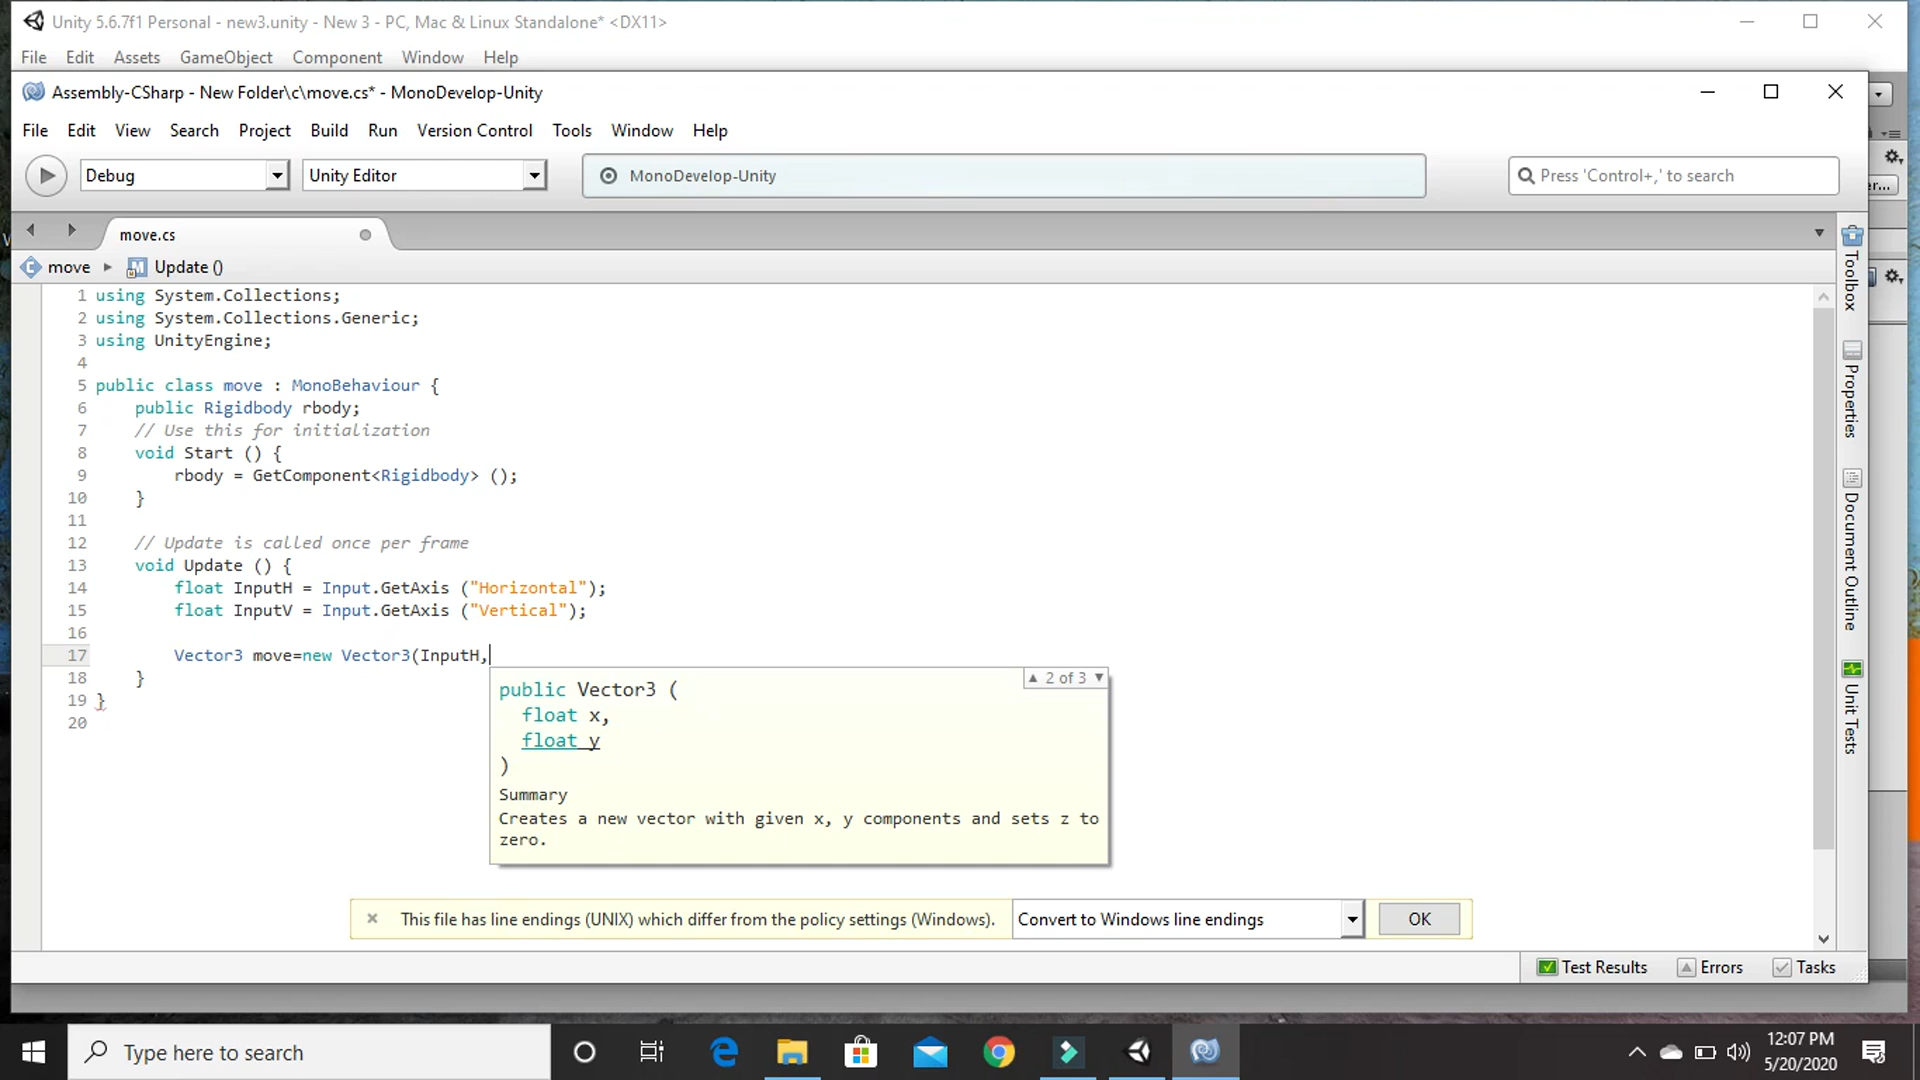 Unity 5.6.7f1 Personal - new3.unity - New 3 - PC, Mac & Linux Standalone* <DX11>
File Edit Assets GameObject Component Window Help
Assembly-CSharp - New Folder\c\move.cs* - MonoDevelop-Unity
File Edit View Search Project Build Run Version Control Tools Window Help
Debug Unity Editor MonoDevelop-Unity Press 'Control+,' to search
er...
move.cs
move Update ()
1 using System.Collections;
2 using System.Collections.Generic;
3 using UnityEngine;
4
5 public class move : MonoBehaviour {
6 public Rigidbody rbody;
7 // Use this for initialization
8 void Start () {
9 rbody = GetComponent<Rigidbody> ();
10 }
11
12 // Update is called once per frame
13 void Update () {
14 float InputH = Input.GetAxis ("Horizontal");
15 float InputV = Input.GetAxis ("Vertical");
16
17 Vector3 move=new Vector3(InputH,
18 }
19 }
20
▲ 2 of 3 ▼
public Vector3 (
float x,
float y
)
Summary
Creates a new vector with given x, y components and sets z to
zero.
Toolbox
Properties
Document Outline
Unit Tests
This file has line endings (UNIX) which differ from the policy settings (Windows). Convert to Windows line endings OK
Test Results Errors Tasks
Type here to search
12:07 PM
5/20/2020